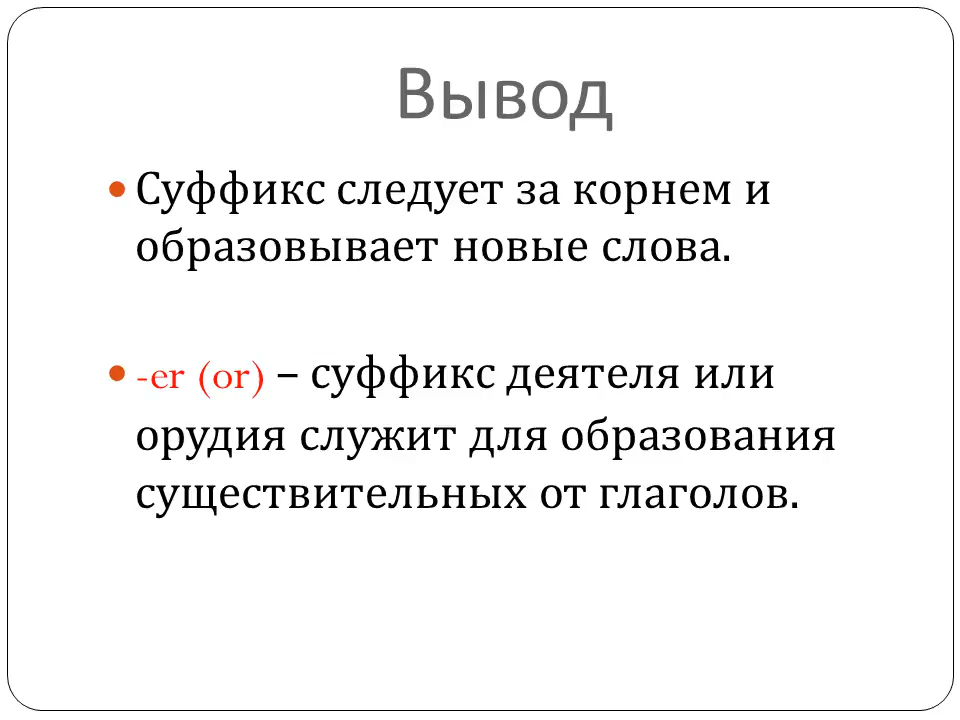 Вывод
• Суффикс следует за корнем и
образовывает новые слова.
• -er (or) – суффикс деятеля или
орудия служит для образования
существительных от глаголов.